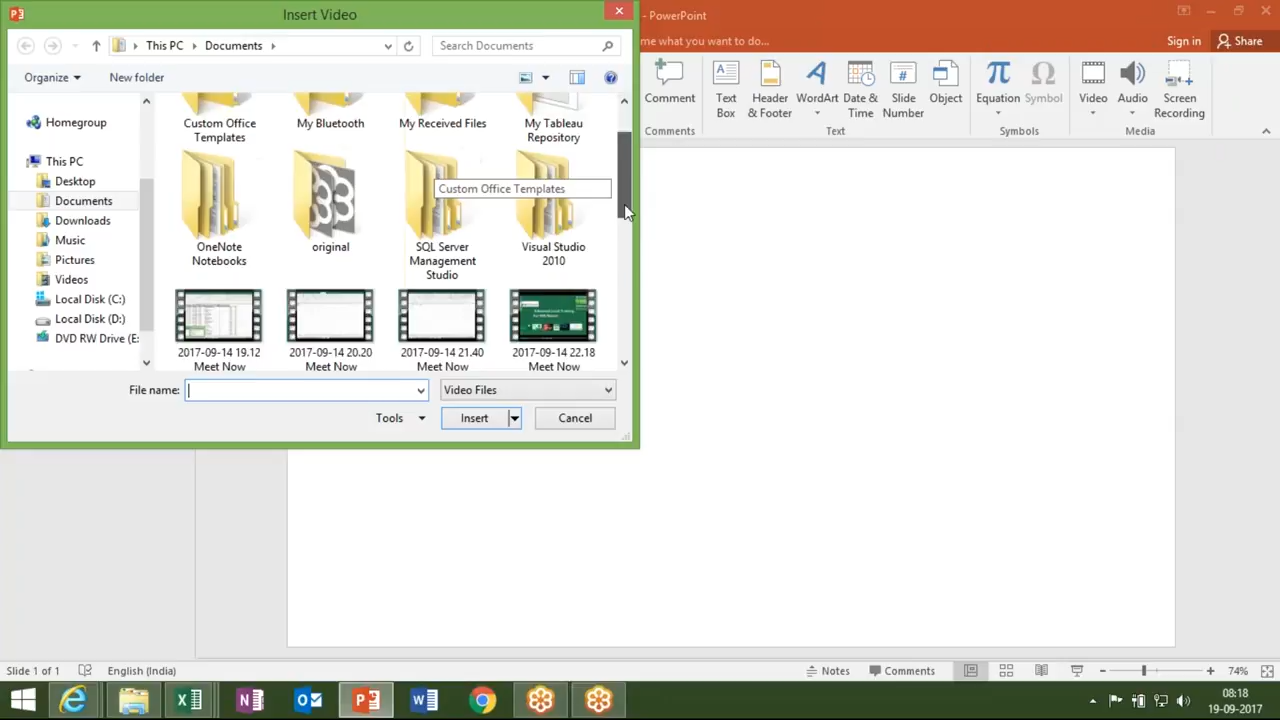 Insert Video
- PowerPoint
This PC
Documents
Search Documents
me what you want to do...
Sign in
Share
Organize
New folder
Comment
Text
Box
Header
& Footer
WordArt
Date &
Time
Slide
Number
Object
Equation
Symbol
Video
Audio
Screen
Recording
Comments
Text
Symbols
Media
Homegroup
This PC
Desktop
Documents
Downloads
Music
Pictures
Videos
Local Disk (C:)
Local Disk (D:)
DVD RW Drive (E:
Custom Office
Templates
My Bluetooth
My Received Files
My Tableau
Repository
Custom Office Templates
OneNote
Notebooks
original
SQL Server
Management
Studio
Visual Studio
2010
2017-09-14 19.12
Meet Now
2017-09-14 20.20
Meet Now
2017-09-14 21.40
Meet Now
2017-09-14 22.18
Meet Now
File name:
Video Files
Tools
Insert
Cancel
Slide 1 of 1
English (India)
Notes
Comments
74%
08:18
19-09-2017